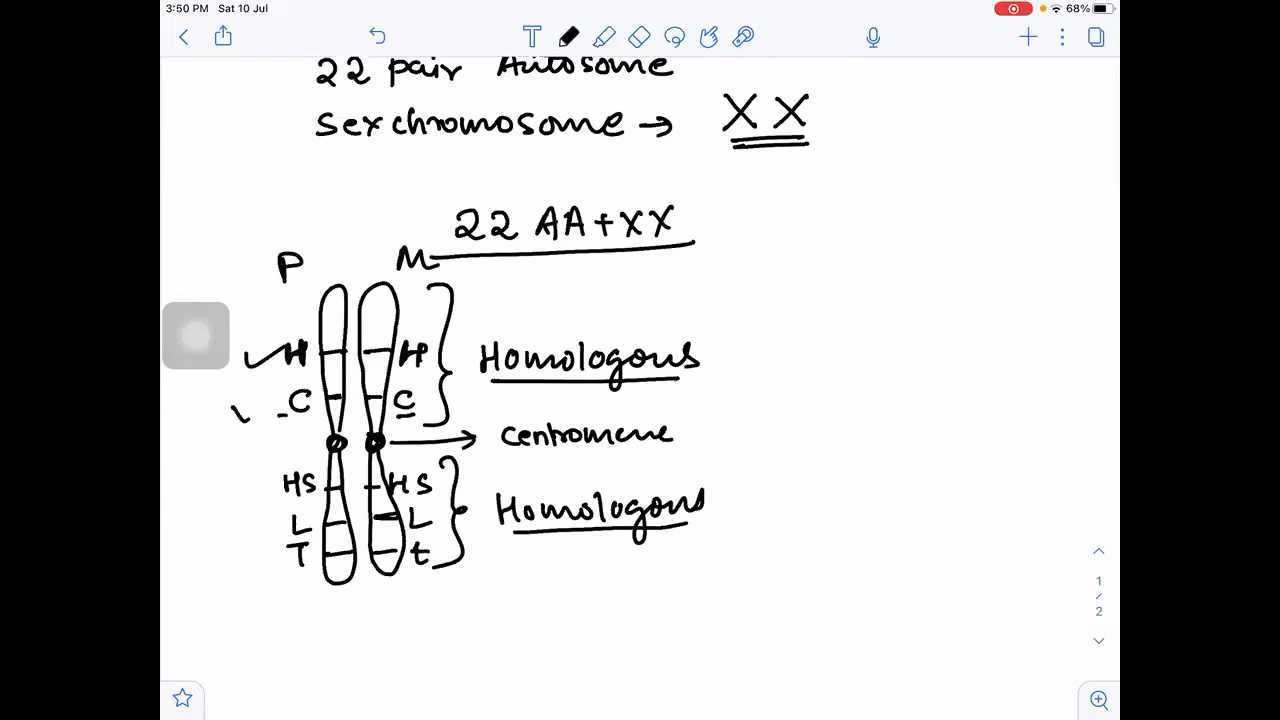 3:50 PM Sat 10 Jul 68%
22 pair Autosome
sex chromosome → XX
22 AA+XX
P M
H H Homologous
C C
centromere
HS HS
L L Homologous
T t
1
/
2